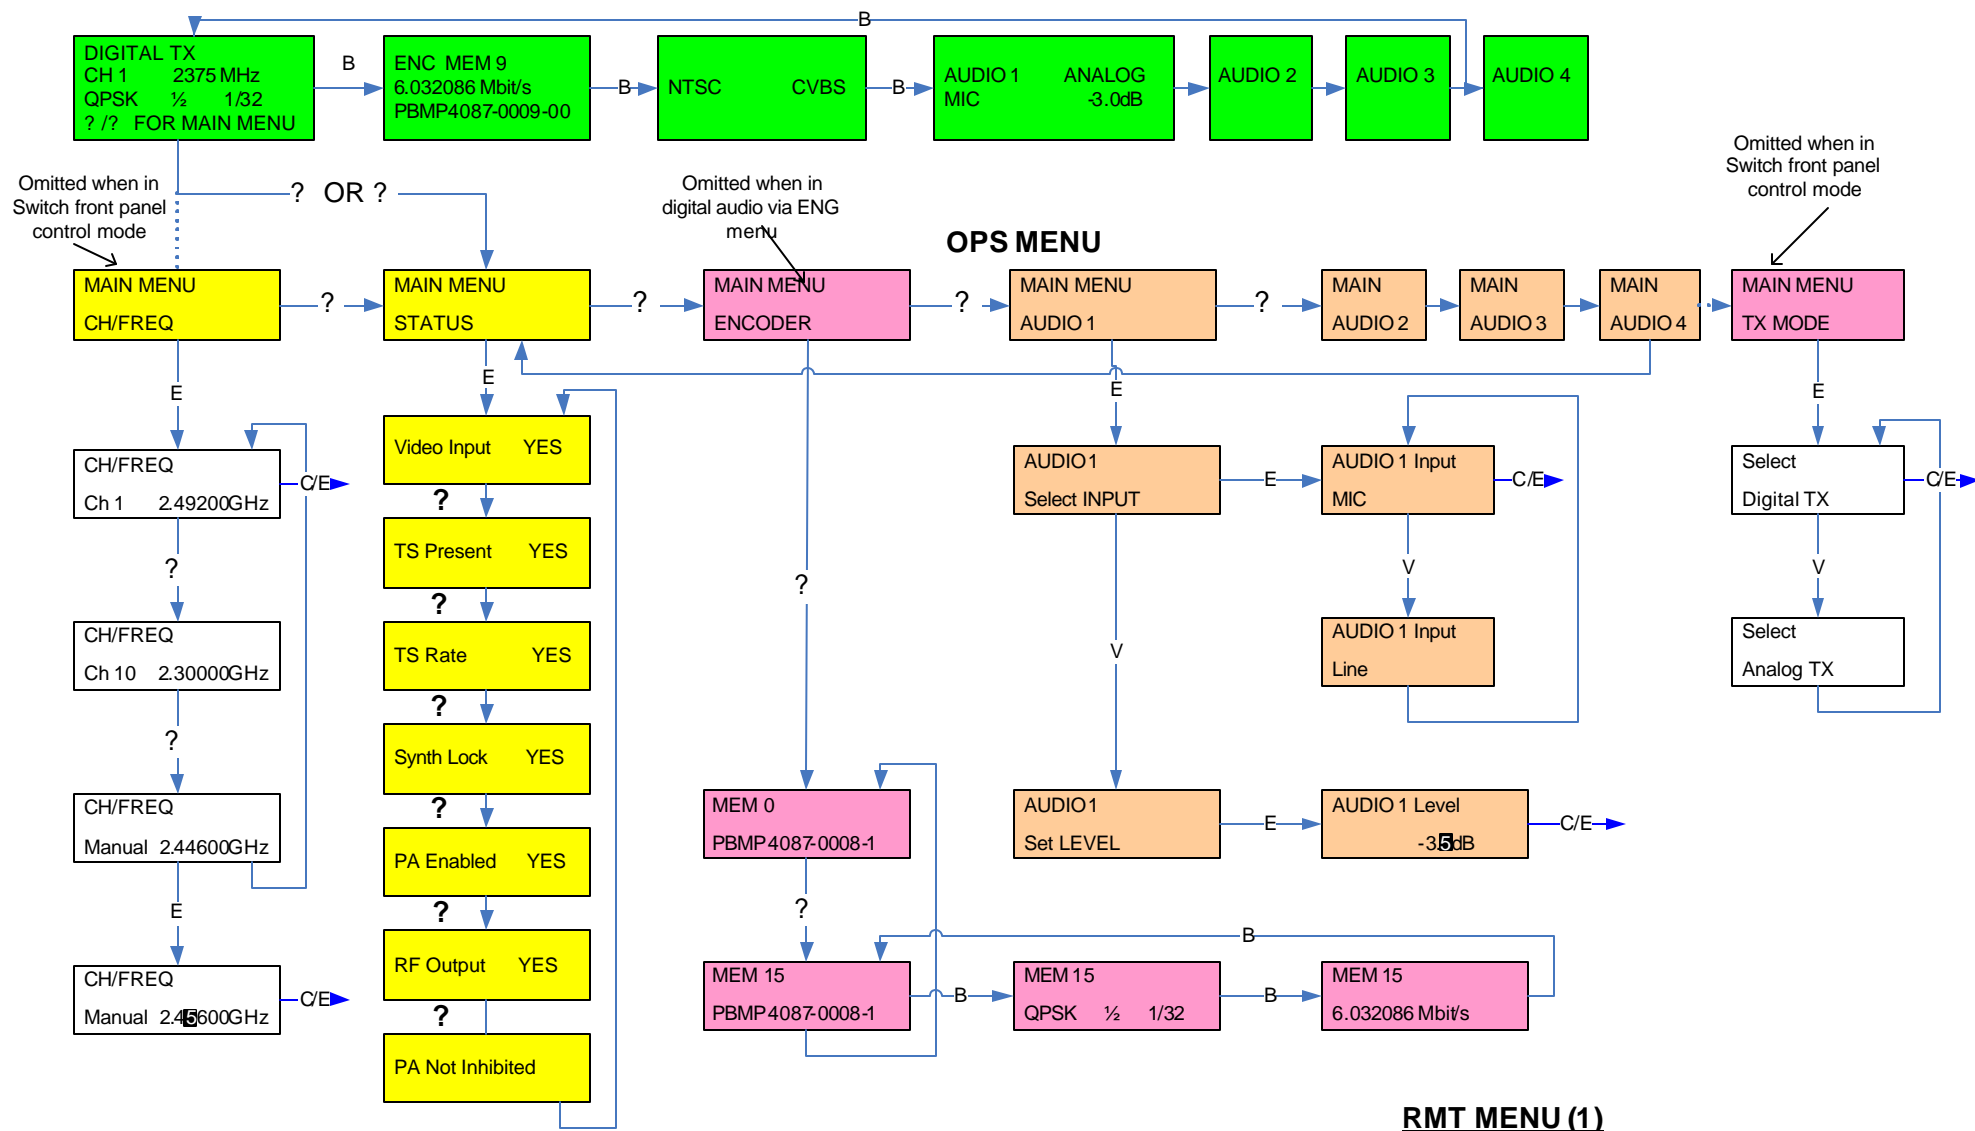 B
DIGITAL TX
CH 1 2375 MHz
QPSK ½ 1/32
? /? FOR MAIN MENU
B
ENC MEM 9
6.032086 Mbit/s
PBMP4087-0009-00
B
NTSC CVBS
B
AUDIO 1 ANALOG
MIC -3.0dB
AUDIO 2
AUDIO 3
AUDIO 4
Omitted when in
Switch front panel
control mode
? OR ?
Omitted when in
digital audio via ENG
menu
OPS MENU
Omitted when in
Switch front panel
control mode
MAIN MENU
CH/FREQ
?
MAIN MENU
STATUS
?
MAIN MENU
ENCODER
?
MAIN MENU
AUDIO 1
?
MAIN
AUDIO 2
MAIN
AUDIO 3
MAIN
AUDIO 4
MAIN MENU
TX MODE
E
CH/FREQ
Ch 1 2.49200GHz
C/E
?
CH/FREQ
Ch 10 2.30000GHz
?
CH/FREQ
Manual 2.44600GHz
E
CH/FREQ
Manual 2.45600GHz
C/E
E
Video Input YES
?
TS Present YES
?
TS Rate YES
?
Synth Lock YES
?
PA Enabled YES
?
RF Output YES
?
PA Not Inhibited
?
MEM 0
PBMP4087-0008-1
?
MEM 15
PBMP4087-0008-1
B
MEM 15
QPSK ½ 1/32
B
MEM 15
6.032086 Mbit/s
B
E
AUDIO1
Select INPUT
E
AUDIO 1 Input
MIC
C/E
V
AUDIO 1 Input
Line
V
AUDIO1
Set LEVEL
E
AUDIO 1 Level
-3.5dB
C/E
E
Select
Digital TX
C/E
V
Select
Analog TX
RMT MENU (1)